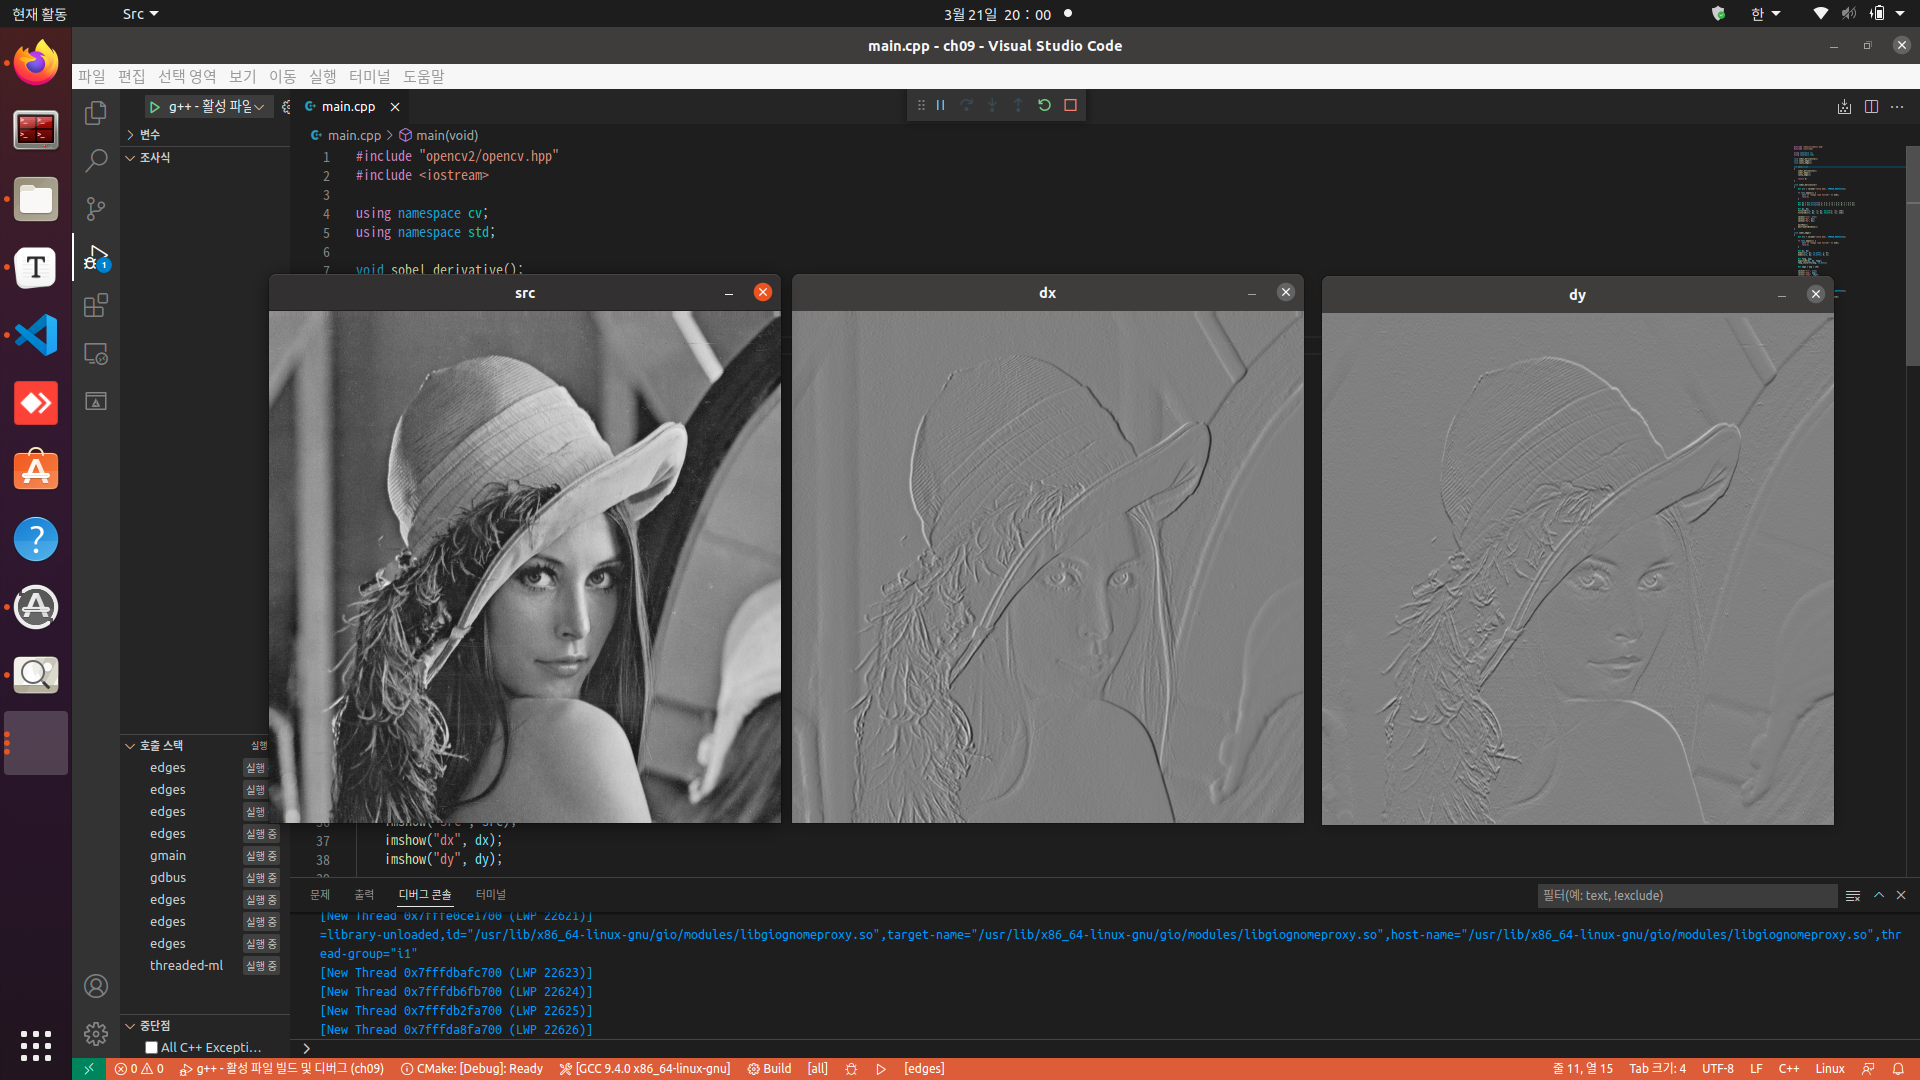 현재 활동
Src
3월 21일 20 : 00
한
main.cpp - ch09 - Visual Studio Code
파일 편집 선택 영역 보기 이동 실행 터미널 도움말
g++ - 활성 파일
main.cpp
변수
조사식
main.cpp > main(void)
1 #include "opencv2/opencv.hpp"
2 #include <iostream>
3
4 using namespace cv;
5 using namespace std;
6
7 void sobel_derivative();
src
dx
dy
36 imshow("src", src);
37 imshow("dx", dx);
38 imshow("dy", dy);
호출 스택 실행
edges 실행
edges 실행
edges 실행
edges 실행 중
gmain 실행 중
gdbus 실행 중
edges 실행 중
edges 실행 중
edges 실행 중
threaded-ml 실행 중
중단점
All C++ Excepti...
문제 출력 디버그 콘솔 터미널
필터(예: text, !exclude)
[New Thread 0x7fffe0ce1700 (LWP 22621)]
=library-unloaded,id="/usr/lib/x86_64-linux-gnu/gio/modules/libgiognomeproxy.so",target-name="/usr/lib/x86_64-linux-gnu/gio/modules/libgiognomeproxy.so",host-name="/usr/lib/x86_64-linux-gnu/gio/modules/libgiognomeproxy.so",thr
ead-group="i1"
[New Thread 0x7fffdbafc700 (LWP 22623)]
[New Thread 0x7fffdb6fb700 (LWP 22624)]
[New Thread 0x7fffdb2fa700 (LWP 22625)]
[New Thread 0x7fffda8fa700 (LWP 22626)]
>
0 0 g++ - 활성 파일 빌드 및 디버그 (ch09) CMake: [Debug]: Ready [GCC 9.4.0 x86_64-linux-gnu] Build [all] [edges]
줄 11, 열 15 Tab 크기: 4 UTF-8 LF C++ Linux